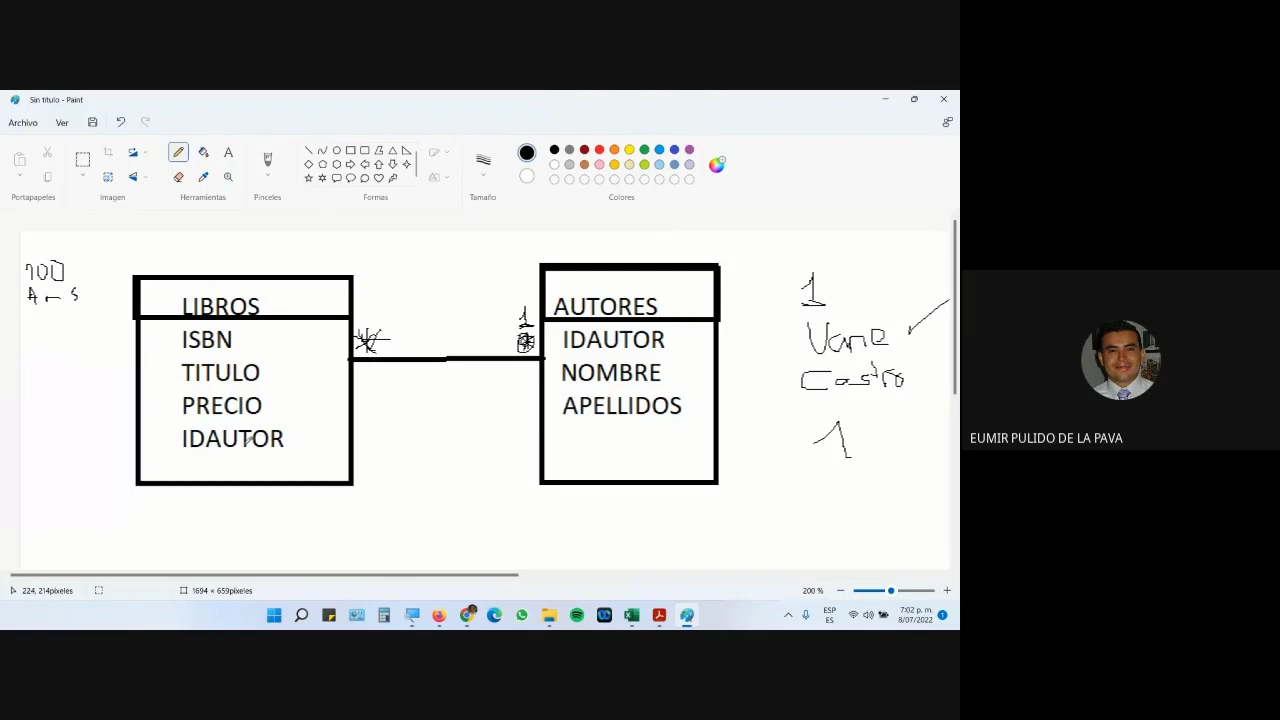 Sin título - Paint
Archivo
Ver
Portapapeles
Imagen
Herramientas
Pinceles
Formas
Tamaño
Colores
100
LIBROS
ISBN
TITULO
PRECIO
IDAUTOR
1
AUTORES
IDAUTOR
NOMBRE
APELLIDOS
1
Vane
Castro
1
EUMIR PULIDO DE LA PAVA
224, 214píxeles
1694 × 659píxeles
200 %
ESP
ES
7:02 p. m.
8/07/2022